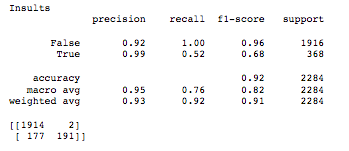 Insults
precision recall f1-score support
False 0.92 1.00 0.96 1916
True 0.99 0.52 0.68 368
accuracy 0.92 2284
macro avg 0.95 0.76 0.82 2284
weighted avg 0.93 0.92 0.91 2284
[[1914 2]
[ 177 191]]